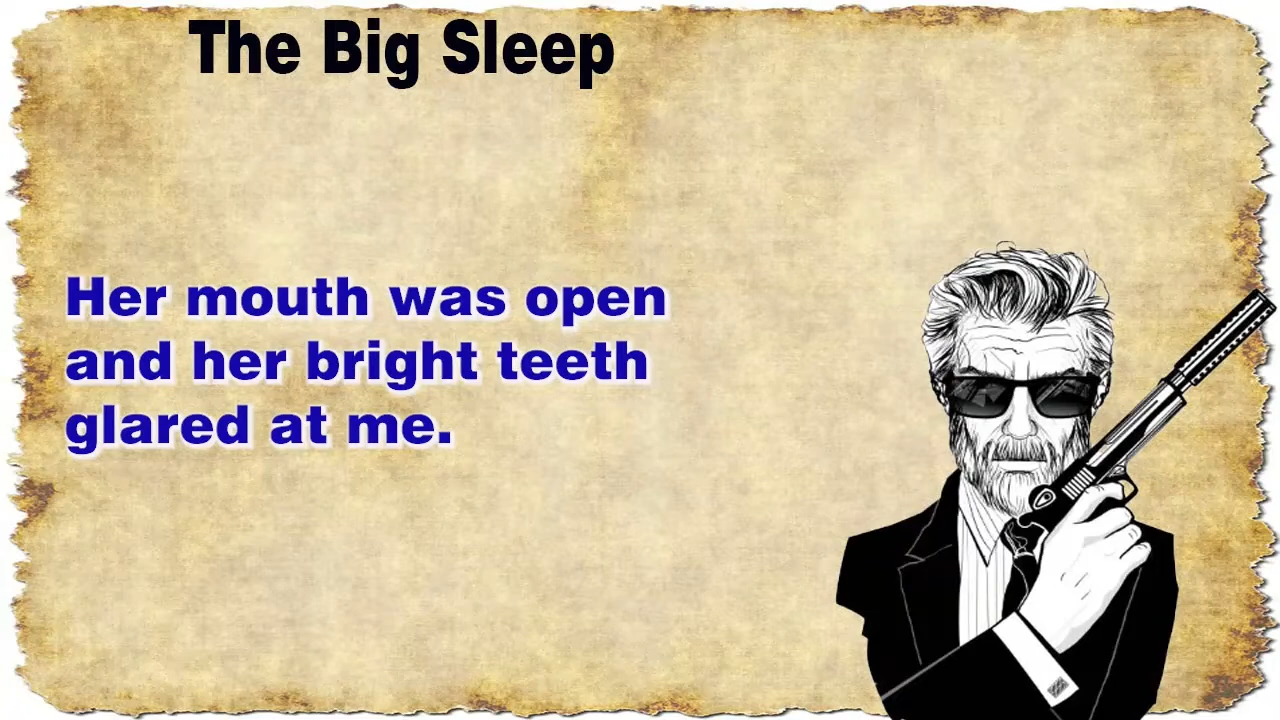 The Big Sleep
Her mouth was open
and her bright teeth
glared at me.